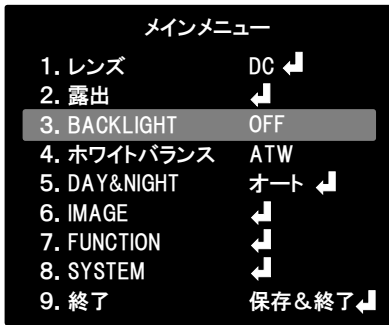 メインメニュー
1. レンズ DC ↲
2. 露出 ↲
3. BACKLIGHT OFF
4. ホワイトバランス ATW
5. DAY&NIGHT オート ↲
6. IMAGE ↲
7. FUNCTION ↲
8. SYSTEM ↲
9. 終了 保存&終了↲